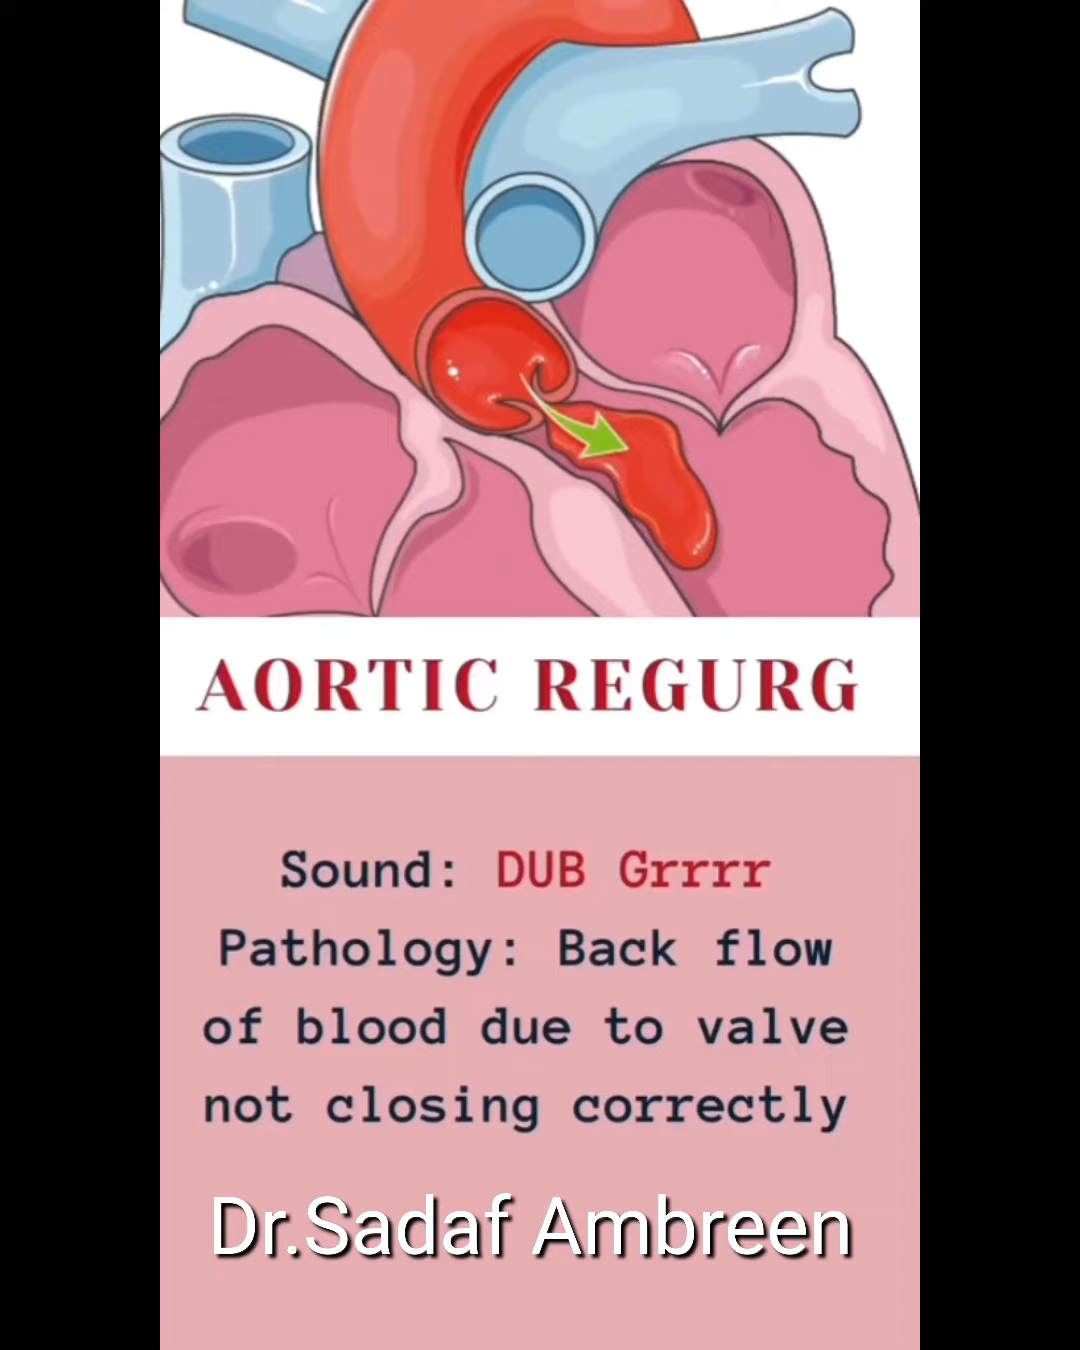 AORTIC REGURG
Sound: DUB Grrrr
Pathology: Back flow
of blood due to valve
not closing correctly
Dr.Sadaf Ambreen